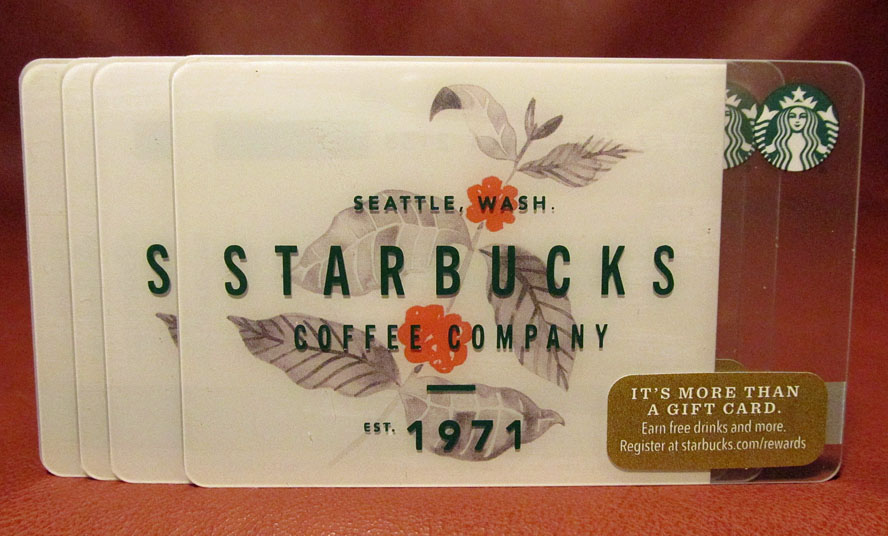 SEATTLE, WASH.
S STARBUCKS
COFFEE COMPANY
EST. 1971
IT'S MORE THAN
A GIFT CARD.
Earn free drinks and more.
Register at starbucks.com/rewards